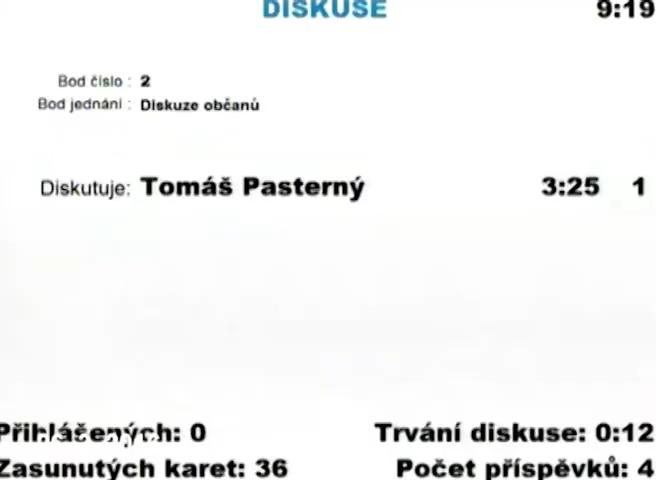 DISKUSE 9:19
Bod číslo : 2
Bod jednání : Diskuze občanů
Diskutuje: Tomáš Pasterný 3:25 1
Přihlášených: 0 Trvání diskuse: 0:12
Zasunutých karet: 36 Počet příspěvků: 4